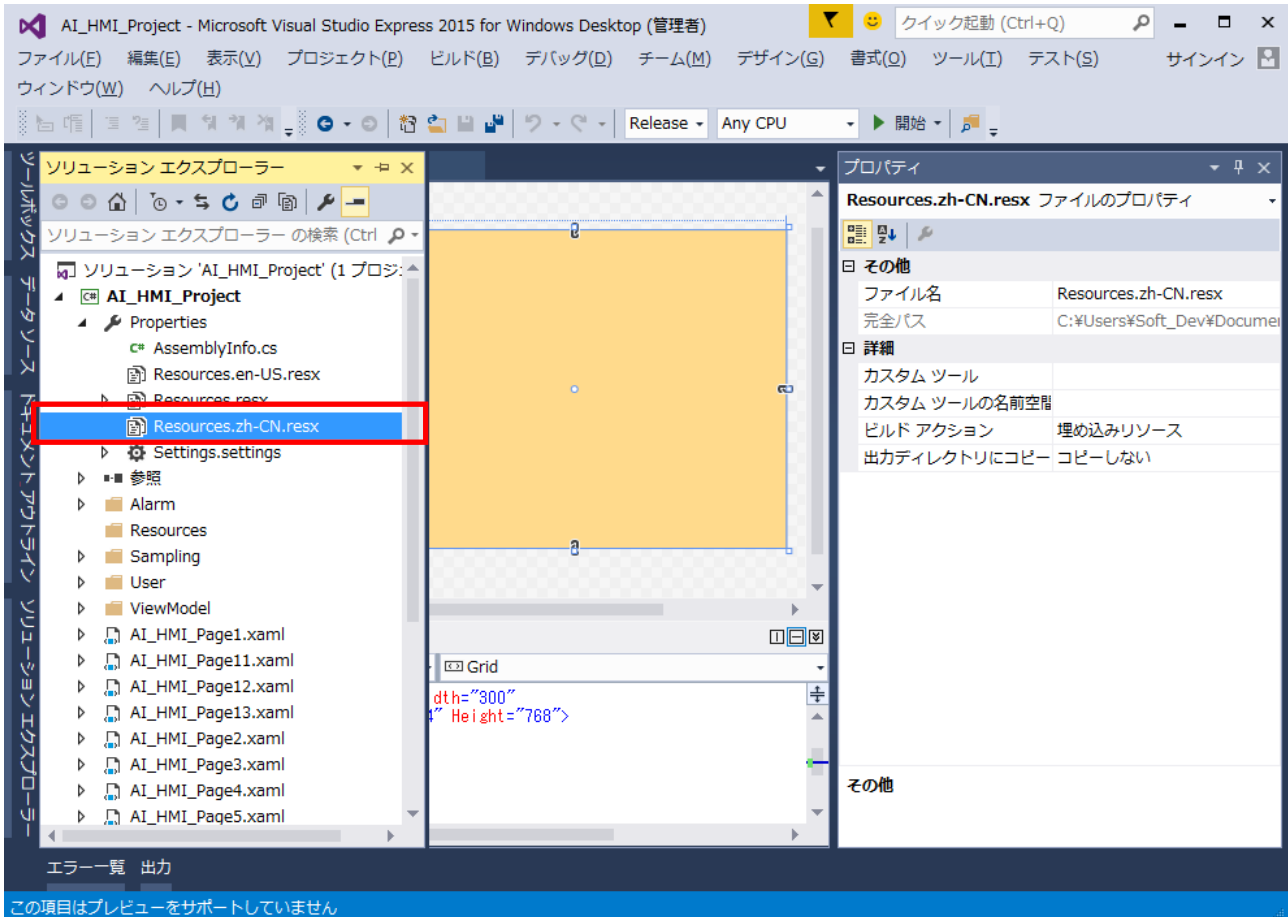 AI_HMI_Project - Microsoft Visual Studio Express 2015 for Windows Desktop (管理者)
クイック起動 (Ctrl+Q)
ファイル(F) 編集(E) 表示(V) プロジェクト(P) ビルド(B) デバッグ(D) チーム(M) デザイン(G) 書式(O) ツール(T) テスト(S) サインイン
ウィンドウ(W) ヘルプ(H)
Release Any CPU 開始
ツールボックス
データ ソース
ドキュメント アウトライン
ソリューション エクスプローラー
ソリューション エクスプローラー
ソリューション エクスプローラー の検索 (Ctrl
ソリューション 'AI_HMI_Project' (1 プロジ
C# AI_HMI_Project
Properties
C# AssemblyInfo.cs
Resources.en-US.resx
Resources.resx
Resources.zh-CN.resx
Settings.settings
参照
Alarm
Resources
Sampling
User
ViewModel
AI_HMI_Page1.xaml
AI_HMI_Page11.xaml
AI_HMI_Page12.xaml
AI_HMI_Page13.xaml
AI_HMI_Page2.xaml
AI_HMI_Page3.xaml
AI_HMI_Page4.xaml
AI_HMI_Page5.xaml
Grid
dth="300"
4" Height="768">
プロパティ
Resources.zh-CN.resx ファイルのプロパティ
その他
ファイル名 Resources.zh-CN.resx
完全パス C:¥Users¥Soft_Dev¥Documen
詳細
カスタム ツール
カスタム ツールの名前空間
ビルド アクション 埋め込みリソース
出力ディレクトリにコピー コピーしない
その他
エラー一覧 出力
この項目はプレビューをサポートしていません